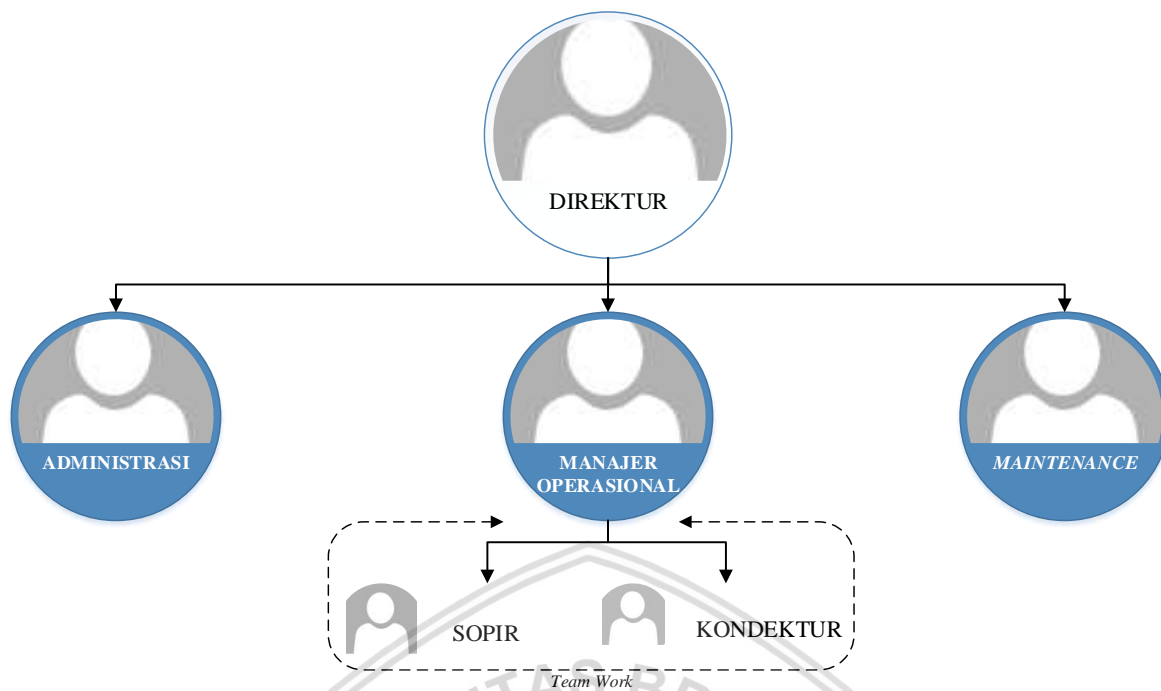 DIREKTUR
ADMINISTRASI
MANAJER
OPERASIONAL
MAINTENANCE
SOPIR
KONDEKTUR
Team Work